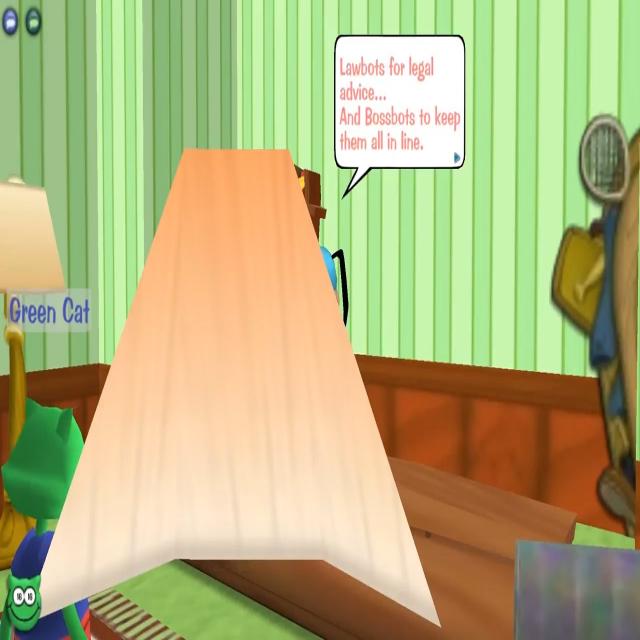 Lawbots for legal
advice...
And Bossbots to keep
them all in line.
Green Cat